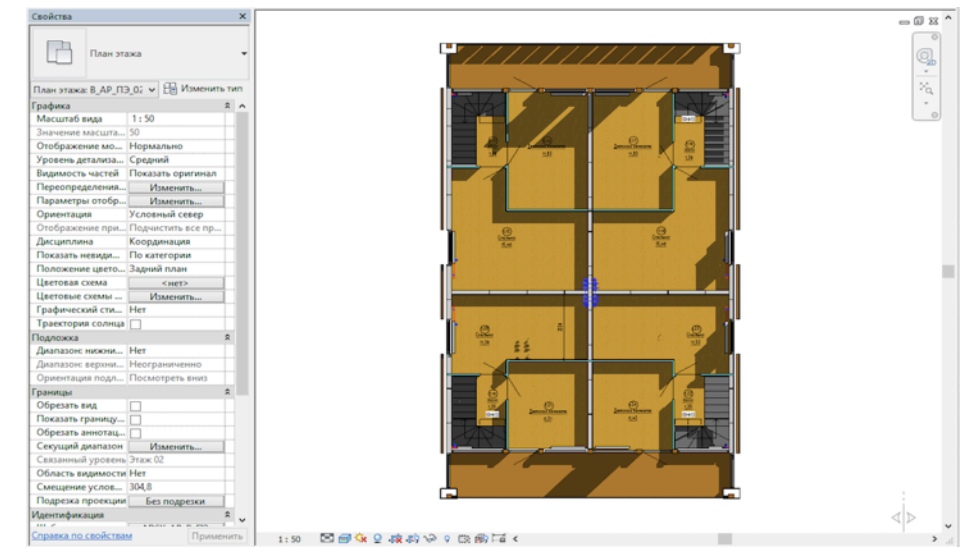 Свойства
План этажа
План этажа: В_АР_ПЭ_02 Изменить тип
Графика
Масштаб вида 1 : 50
Значение масшта... 50
Отображение мо... Нормально
Уровень детализа... Средний
Видимость частей Показать оригинал
Переопределения... Изменить...
Параметры отобр... Изменить...
Ориентация Условный север
Отображение при... Подчистить все пр...
Дисциплина Координация
Показать невиди... По категории
Положение цвето... Задний план
Цветовая схема <нет>
Цветовые схемы ... Изменить...
Графический сти... Нет
Траектория солнца
Подложка
Диапазон: нижни... Нет
Диапазон: верхни... Неограниченно
Ориентация подл... Посмотреть вниз
Границы
Обрезать вид
Показать границу...
Обрезать аннотац...
Секущий диапазон Изменить...
Связанный уровень Этаж 02
Область видимости Нет
Смещение услов... 304,8
Подрезка проекции Без подрезки
Идентификация
Справка по свойствам Применить
1 : 50